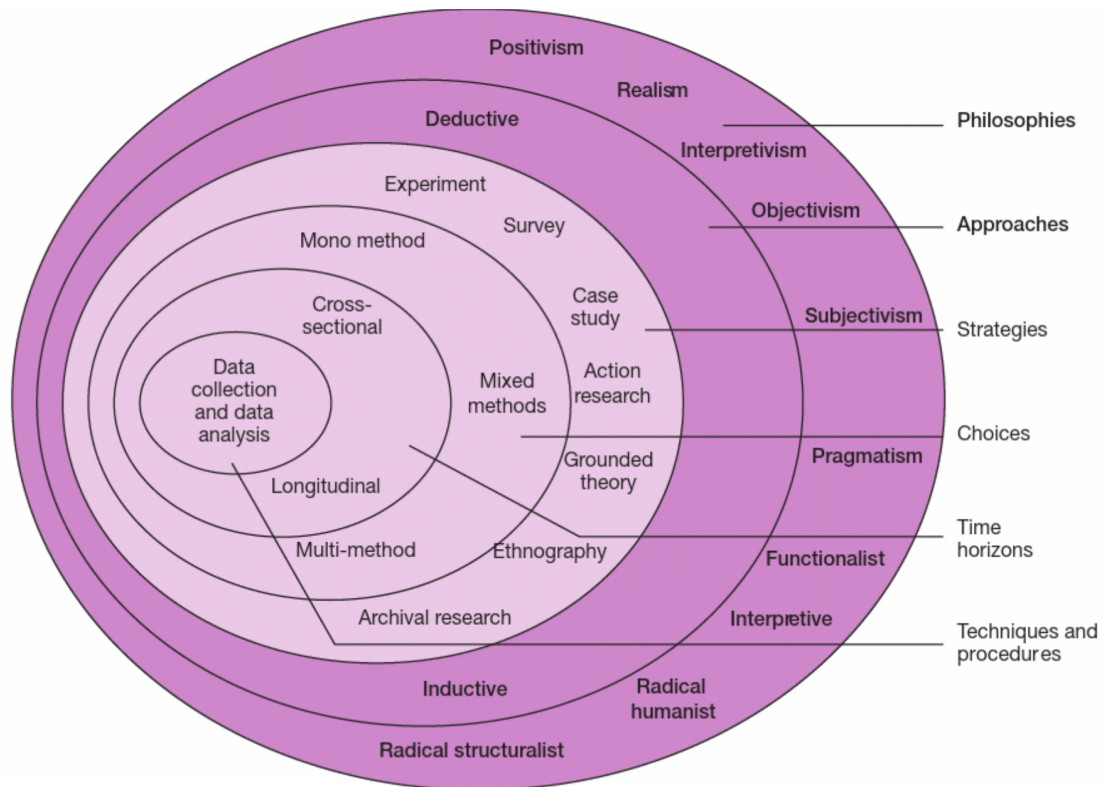 Positivism
Realism
Philosophies
Deductive
Interpretivism
Experiment
Objectivism
Approaches
Survey
Mono method
Case
study
Cross-
sectional
Subjectivism
Strategies
Data
collection
and data
analysis
Mixed
methods
Action
research
Choices
Pragmatism
Grounded
theory
Longitudinal
Time
horizons
Multi-method
Ethnography
Functionalist
Archival research
Interpretive
Techniques and
procedures
Inductive
Radical
humanist
Radical structuralist